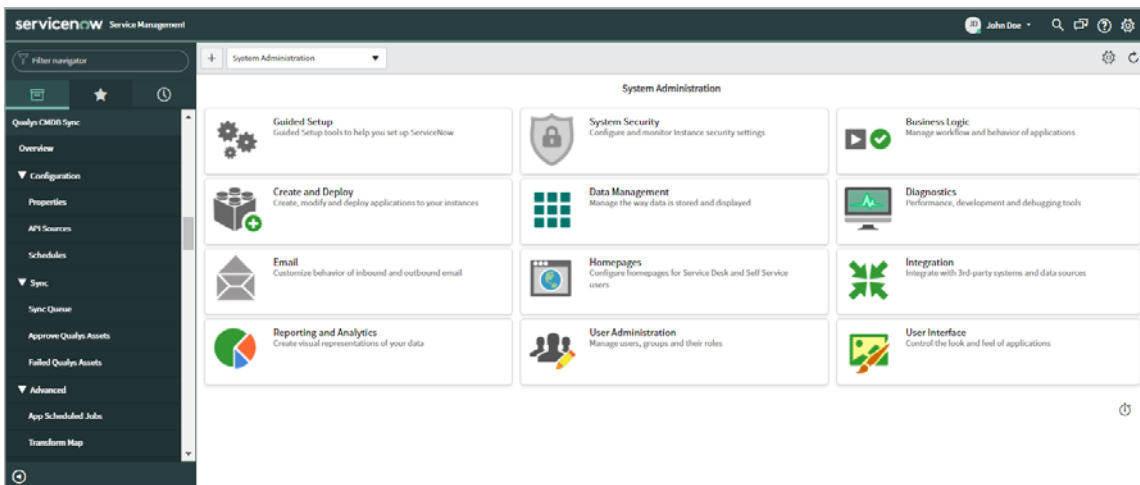 servicenow Service Management
JD John Doe
Filter navigator
System Administration
Qualys CMDB Sync
Overview
Configuration
Properties
API Sources
Schedules
Sync
Sync Queue
Approve Qualys Assets
Failed Qualys Assets
Advanced
App Scheduled Jobs
Transform Map
System Administration
Guided Setup
Guided Setup tools to help you set up ServiceNow
System Security
Configure and monitor Instance security settings
Business Logic
Manage workflow and behavior of applications
Create and Deploy
Create, modify and deploy applications to your instances
Data Management
Manage the way data is stored and displayed
Diagnostics
Performance, development and debugging tools
Email
Customize behavior of inbound and outbound email
Homepages
Configure homepages for Service Desk and Self Service
users
Integration
Integrate with 3rd-party systems and data sources
Reporting and Analytics
Create visual representations of your data
User Administration
Manage users, groups and their roles
User Interface
Control the look and feel of applications